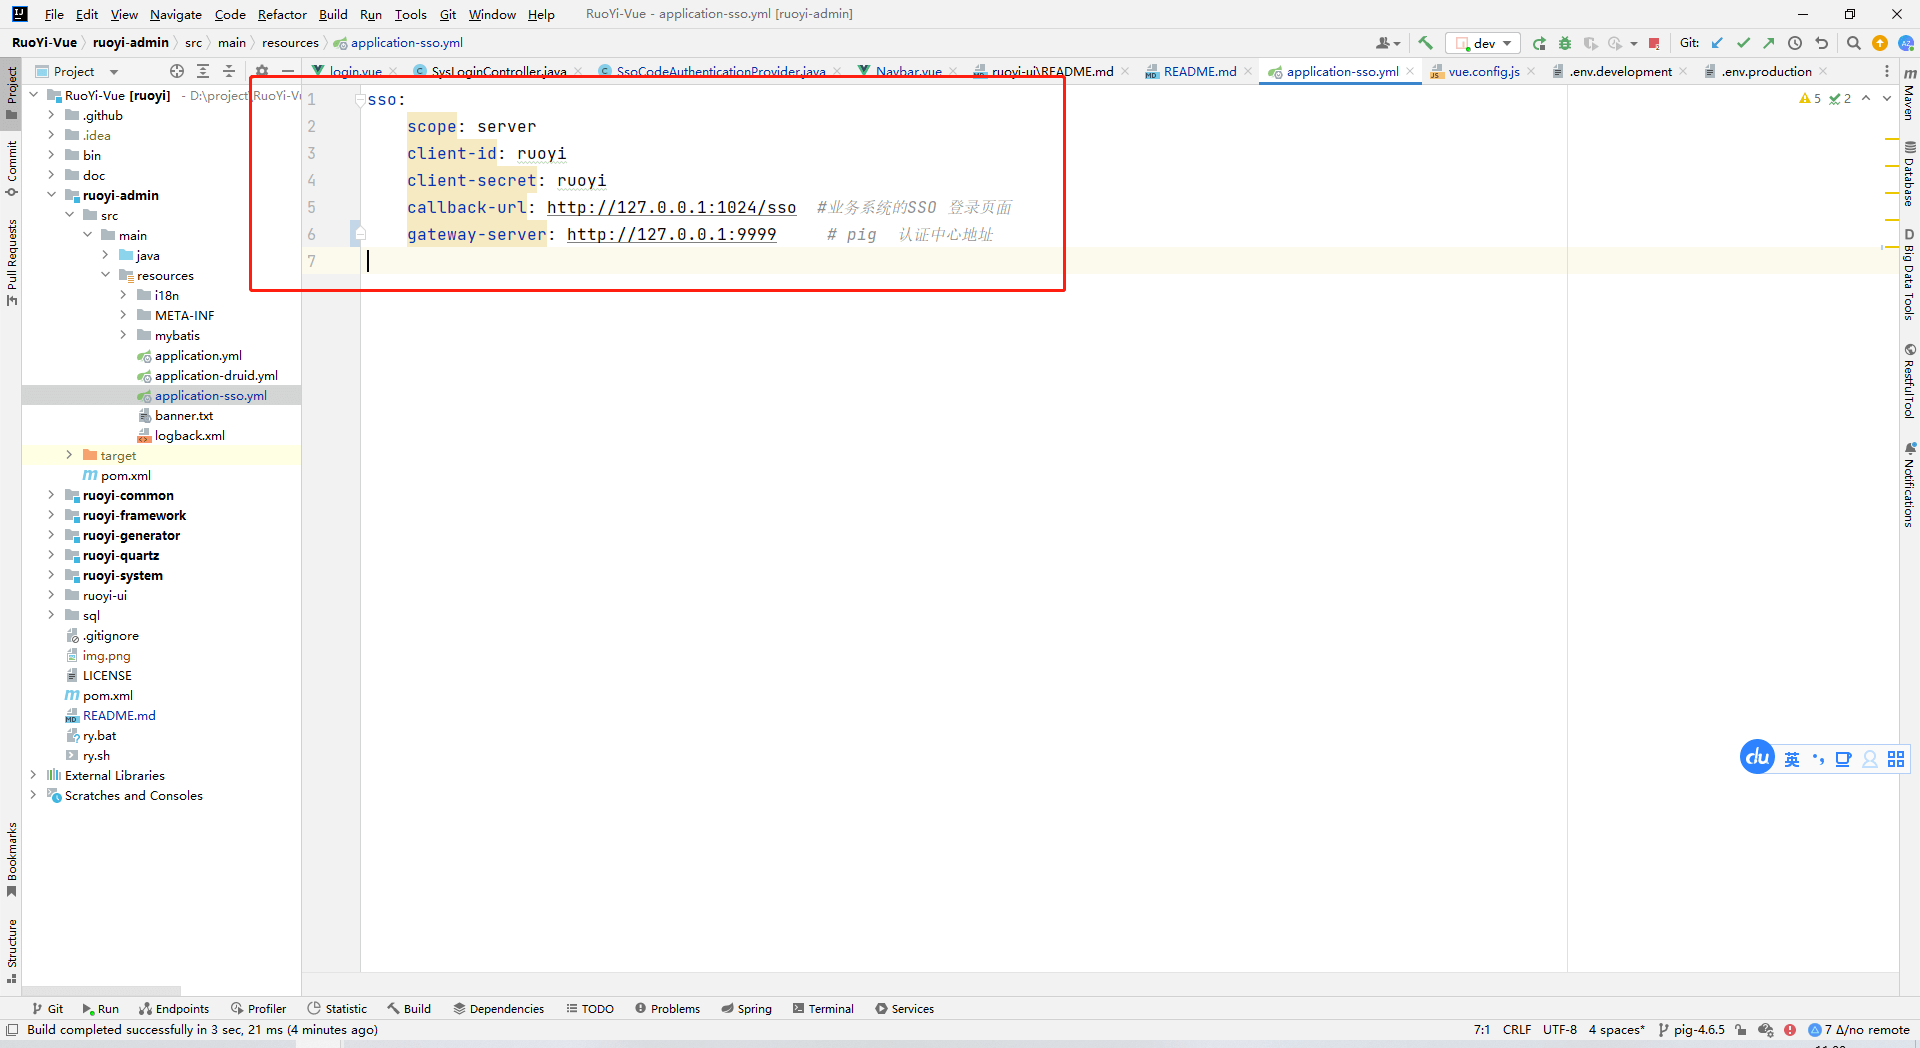 File Edit View Navigate Code Refactor Build Run Tools Git Window Help RuoYi-Vue - application-sso.yml [ruoyi-admin]
RuoYi-Vue ruoyi-admin src main resources application-sso.yml dev Git:
Project login.vue SysLoginController.java SsoCodeAuthenticationProvider.java Navbar.vue ruoyi-ui\README.md README.md application-sso.yml vue.config.js .env.development .env.production
RuoYi-Vue [ruoyi] - D:\project\RuoYi-Vu
.github
.idea
bin
doc
ruoyi-admin
src
main
java
resources
i18n
META-INF
mybatis
application.yml
application-druid.yml
application-sso.yml
banner.txt
logback.xml
target
pom.xml
ruoyi-common
ruoyi-framework
ruoyi-generator
ruoyi-quartz
ruoyi-system
ruoyi-ui
sql
.gitignore
img.png
LICENSE
pom.xml
README.md
ry.bat
ry.sh
External Libraries
Scratches and Consoles
1 sso:
2 scope: server
3 client-id: ruoyi
4 client-secret: ruoyi
5 callback-url: http://127.0.0.1:1024/sso #业务系统的SSO 登录页面
6 gateway-server: http://127.0.0.1:9999 # pig 认证中心地址
7
5 2
Project
Commit
Pull Requests
Bookmarks
Structure
Maven
Database
Big Data Tools
RestfulTool
Notifications
du 英
Git Run Endpoints Profiler Statistic Build Dependencies TODO Problems Spring Terminal Services
Build completed successfully in 3 sec, 21 ms (4 minutes ago) 7:1 CRLF UTF-8 4 spaces* pig-4.6.5 7 Δ/no remote